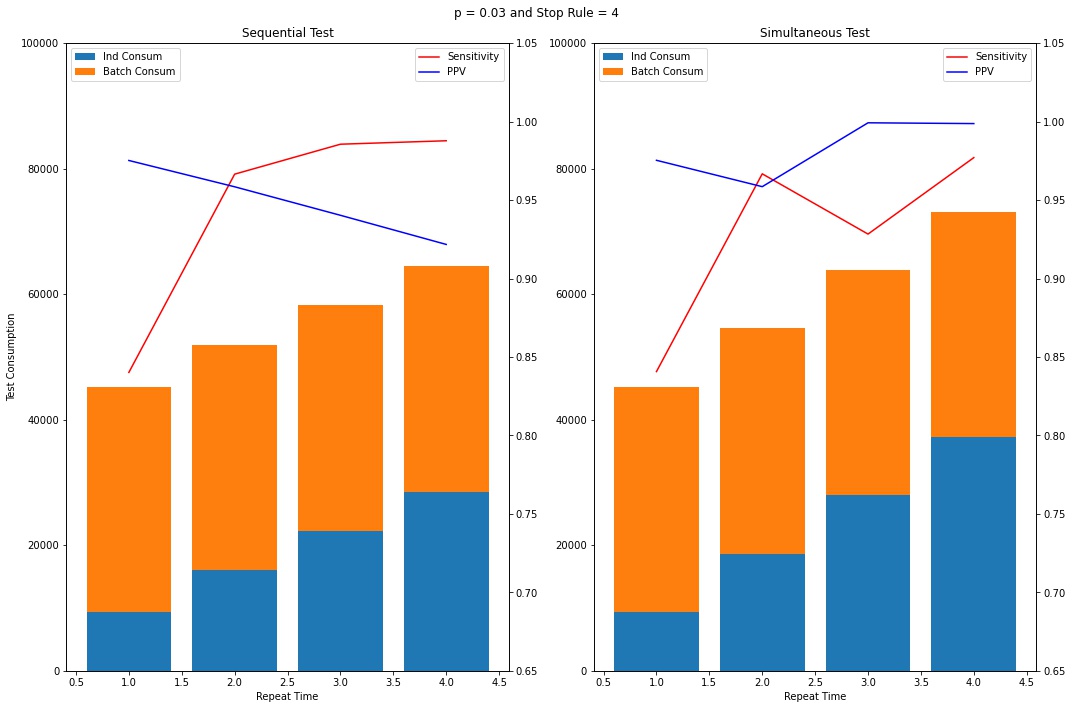 p = 0.03 and Stop Rule = 4
Sequential Test
Ind Consum
Batch Consum
Sensitivity
PPV
100000
80000
60000
40000
20000
0
Test Consumption
1.05
1.00
0.95
0.90
0.85
0.80
0.75
0.70
0.65
0.5 1.0 1.5 2.0 2.5 3.0 3.5 4.0 4.5
Repeat Time
Simultaneous Test
Ind Consum
Batch Consum
Sensitivity
PPV
100000
80000
60000
40000
20000
0
1.05
1.00
0.95
0.90
0.85
0.80
0.75
0.70
0.65
0.5 1.0 1.5 2.0 2.5 3.0 3.5 4.0 4.5
Repeat Time